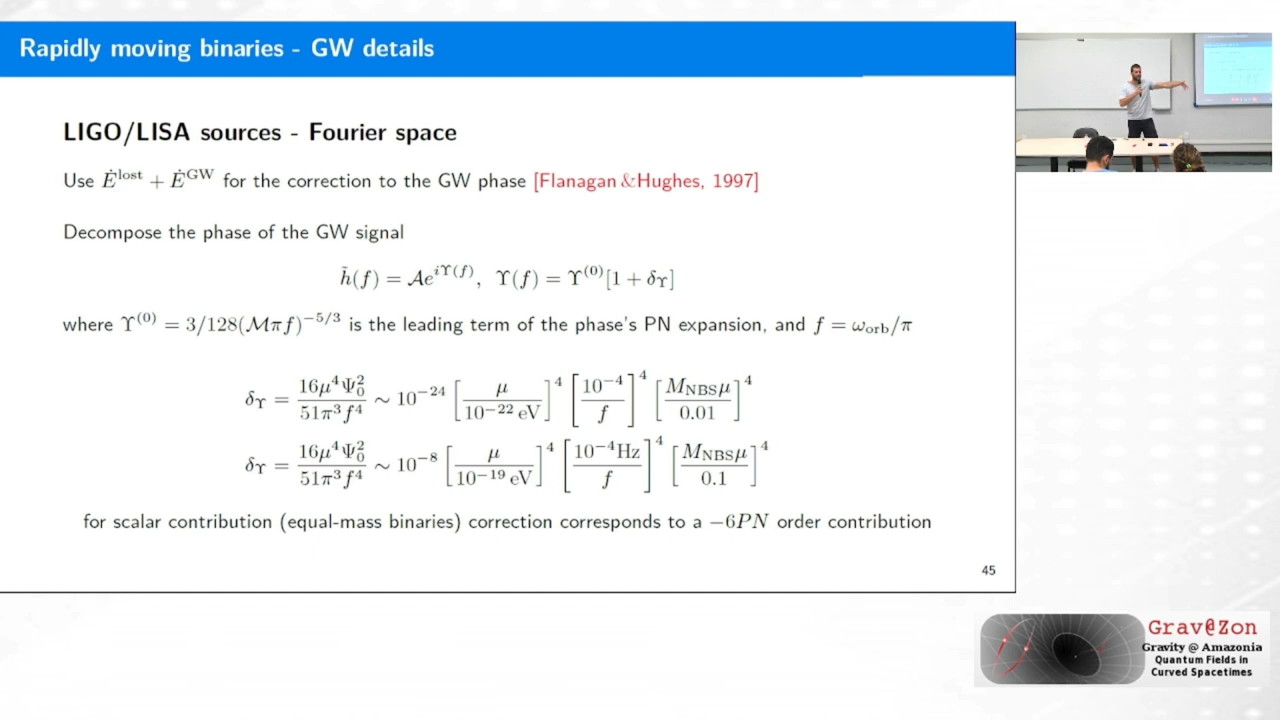 Rapidly moving binaries - GW details
LIGO/LISA sources - Fourier space
Use Ė^lost + Ė^GW for the correction to the GW phase [Flanagan&Hughes, 1997]
Decompose the phase of the GW signal
h̃(f) = 𝒜e^{iϒ(f)}, ϒ(f) = ϒ^{(0)}[1 + δ_ϒ]
where ϒ^{(0)} = 3/128(ℳπf)^{−5/3} is the leading term of the phase's PN expansion, and f = ω_orb/π
δ_ϒ = 16μ⁴Ψ₀²/51π³f⁴ ∼ 10^{−24} [μ/10^{−22} eV]⁴ [10^{−4}/f]⁴ [M_NBS μ/0.01]⁴
δ_ϒ = 16μ⁴Ψ₀²/51π³f⁴ ∼ 10^{−8} [μ/10^{−19} eV]⁴ [10^{−4}Hz/f]⁴ [M_NBS μ/0.1]⁴
for scalar contribution (equal-mass binaries) correction corresponds to a −6PN order contribution
45
Grav@Zon
Gravity @ Amazonia
Quantum Fields in
Curved Spacetimes